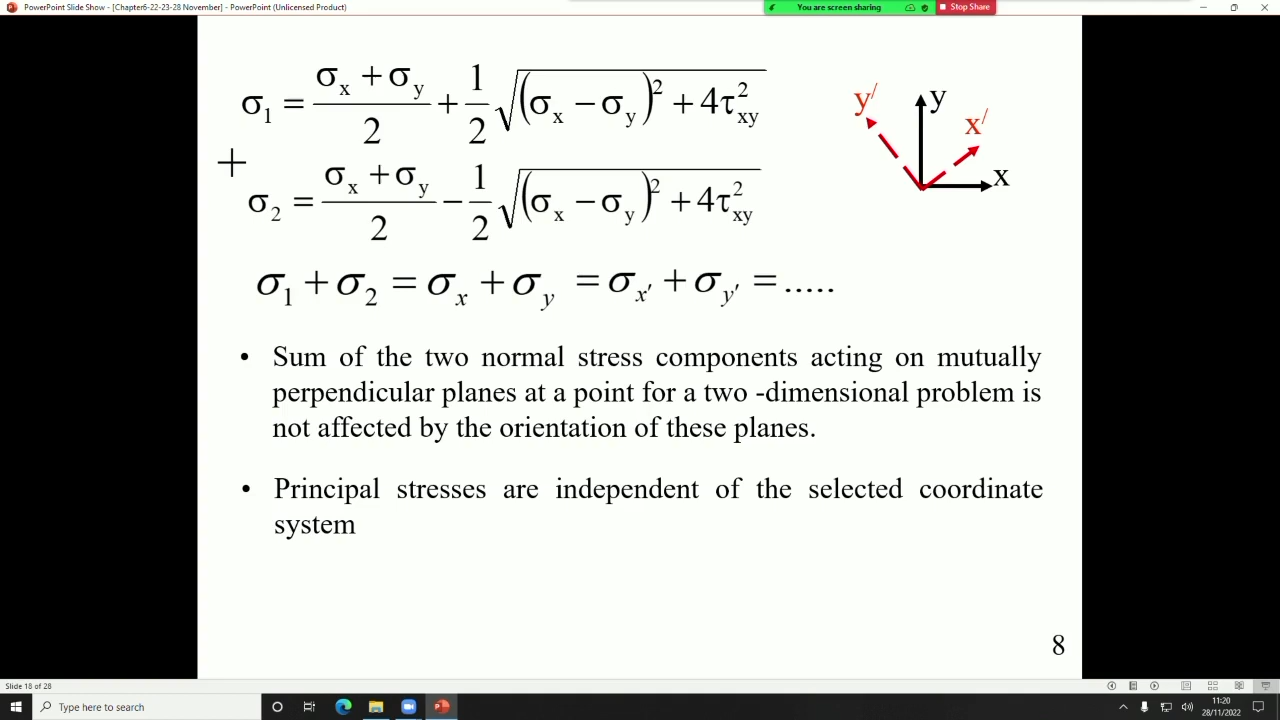 PowerPoint Slide Show - [Chapter6-22-23-28 November] - PowerPoint (Unlicensed Product)
You are screen sharing
Stop Share
σ₁ = (σx + σy)/2 + 1/2 √((σx − σy)² + 4τ²xy)
+
σ₂ = (σx + σy)/2 − 1/2 √((σx − σy)² + 4τ²xy)
y/
y
x/
x
σ₁ + σ₂ = σx + σy = σx′ + σy′ = .....
• Sum of the two normal stress components acting on mutually
perpendicular planes at a point for a two -dimensional problem is
not affected by the orientation of these planes.
• Principal stresses are independent of the selected coordinate
system
8
Slide 18 of 28
Type here to search
11:20
28/11/2022